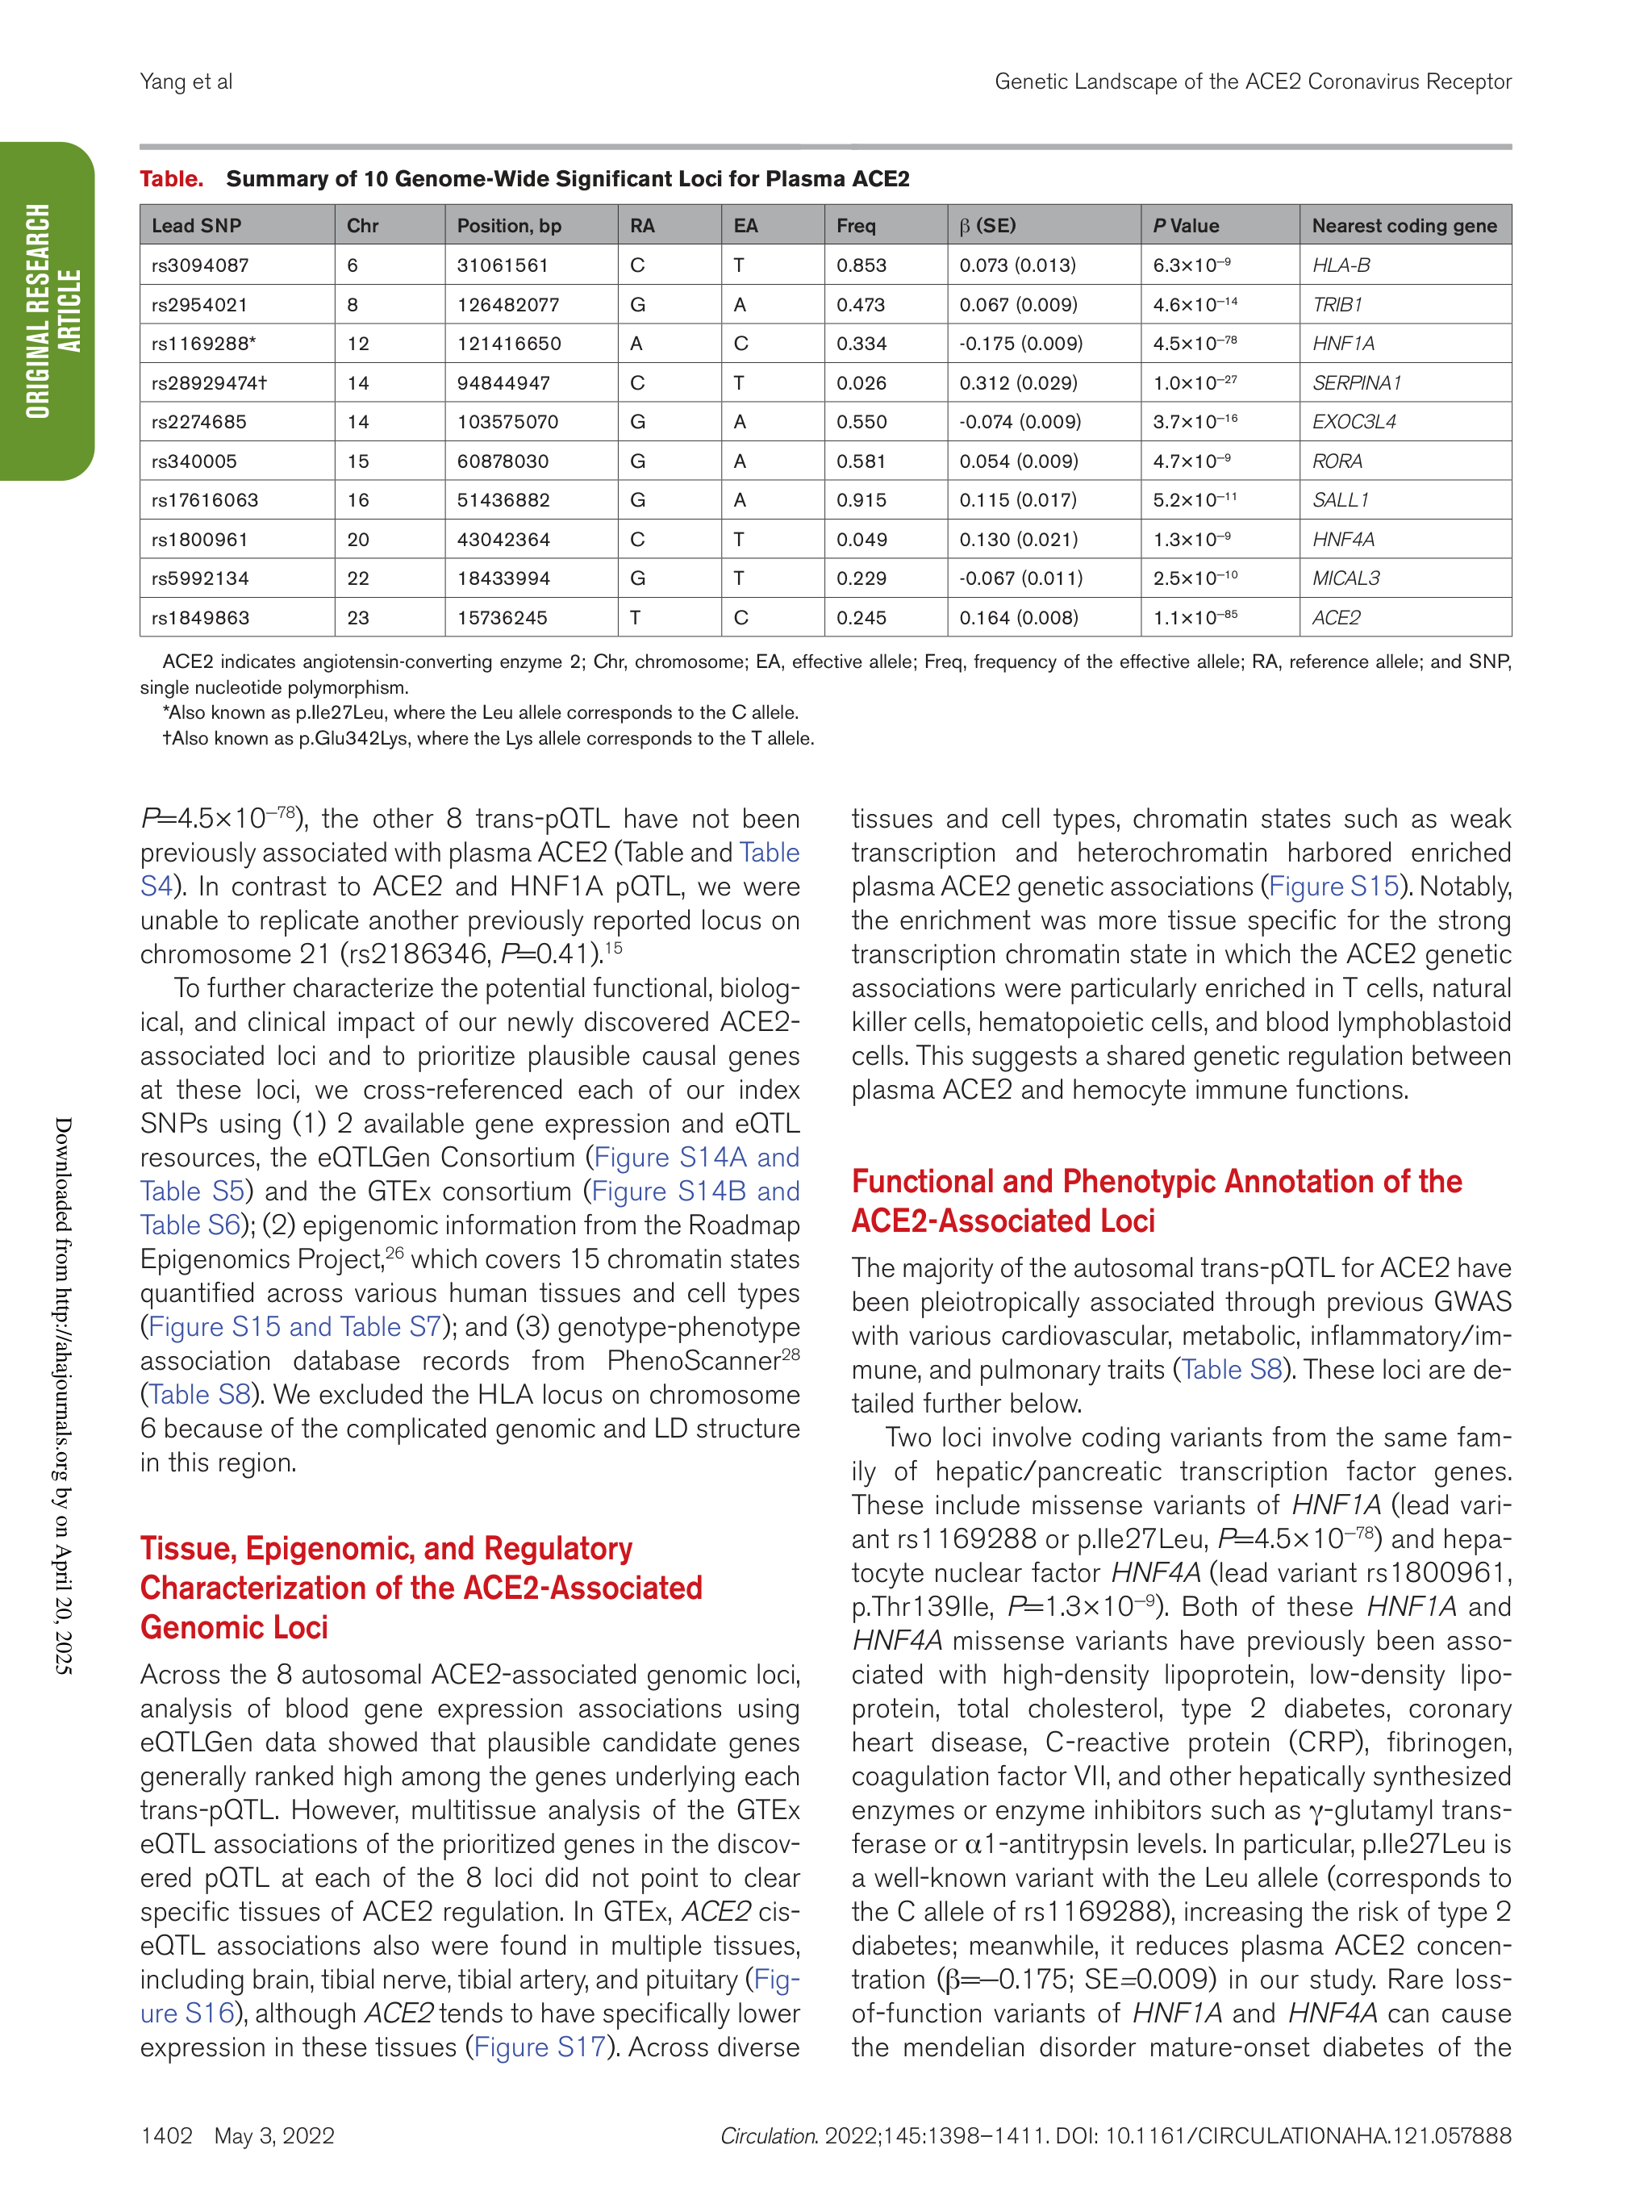 Yang et al
Genetic Landscape of the ACE2 Coronavirus Receptor
ORIGINAL RESEARCH
ARTICLE
Table. Summary of 10 Genome-Wide Significant Loci for Plasma ACE2
Lead SNP Chr Position, bp RA EA Freq β (SE) P Value Nearest coding gene
rs3094087 6 31061561 C T 0.853 0.073 (0.013) 6.3×10⁻⁹ HLA-B
rs2954021 8 126482077 G A 0.473 0.067 (0.009) 4.6×10⁻¹⁴ TRIB1
rs1169288* 12 121416650 A C 0.334 -0.175 (0.009) 4.5×10⁻⁷⁸ HNF1A
rs28929474† 14 94844947 C T 0.026 0.312 (0.029) 1.0×10⁻²⁷ SERPINA1
rs2274685 14 103575070 G A 0.550 -0.074 (0.009) 3.7×10⁻¹⁶ EXOC3L4
rs340005 15 60878030 G A 0.581 0.054 (0.009) 4.7×10⁻⁹ RORA
rs17616063 16 51436882 G A 0.915 0.115 (0.017) 5.2×10⁻¹¹ SALL1
rs1800961 20 43042364 C T 0.049 0.130 (0.021) 1.3×10⁻⁹ HNF4A
rs5992134 22 18433994 G T 0.229 -0.067 (0.011) 2.5×10⁻¹⁰ MICAL3
rs1849863 23 15736245 T C 0.245 0.164 (0.008) 1.1×10⁻⁸⁵ ACE2
ACE2 indicates angiotensin-converting enzyme 2; Chr, chromosome; EA, effective allele; Freq, frequency of the effective allele; RA, reference allele; and SNP,
single nucleotide polymorphism.
*Also known as p.Ile27Leu, where the Leu allele corresponds to the C allele.
†Also known as p.Glu342Lys, where the Lys allele corresponds to the T allele.
P=4.5×10⁻⁷⁸), the other 8 trans-pQTL have not been
previously associated with plasma ACE2 (Table and Table
S4). In contrast to ACE2 and HNF1A pQTL, we were
unable to replicate another previously reported locus on
chromosome 21 (rs2186346, P=0.41).¹⁵
To further characterize the potential functional, biolog-
ical, and clinical impact of our newly discovered ACE2-
associated loci and to prioritize plausible causal genes
at these loci, we cross-referenced each of our index
SNPs using (1) 2 available gene expression and eQTL
resources, the eQTLGen Consortium (Figure S14A and
Table S5) and the GTEx consortium (Figure S14B and
Table S6); (2) epigenomic information from the Roadmap
Epigenomics Project,²⁶ which covers 15 chromatin states
quantified across various human tissues and cell types
(Figure S15 and Table S7); and (3) genotype-phenotype
association database records from PhenoScanner²⁸
(Table S8). We excluded the HLA locus on chromosome
6 because of the complicated genomic and LD structure
in this region.
Tissue, Epigenomic, and Regulatory
Characterization of the ACE2-Associated
Genomic Loci
Across the 8 autosomal ACE2-associated genomic loci,
analysis of blood gene expression associations using
eQTLGen data showed that plausible candidate genes
generally ranked high among the genes underlying each
trans-pQTL. However, multitissue analysis of the GTEx
eQTL associations of the prioritized genes in the discov-
ered pQTL at each of the 8 loci did not point to clear
specific tissues of ACE2 regulation. In GTEx, ACE2 cis-
eQTL associations also were found in multiple tissues,
including brain, tibial nerve, tibial artery, and pituitary (Fig-
ure S16), although ACE2 tends to have specifically lower
expression in these tissues (Figure S17). Across diverse
tissues and cell types, chromatin states such as weak
transcription and heterochromatin harbored enriched
plasma ACE2 genetic associations (Figure S15). Notably,
the enrichment was more tissue specific for the strong
transcription chromatin state in which the ACE2 genetic
associations were particularly enriched in T cells, natural
killer cells, hematopoietic cells, and blood lymphoblastoid
cells. This suggests a shared genetic regulation between
plasma ACE2 and hemocyte immune functions.
Functional and Phenotypic Annotation of the
ACE2-Associated Loci
The majority of the autosomal trans-pQTL for ACE2 have
been pleiotropically associated through previous GWAS
with various cardiovascular, metabolic, inflammatory/im-
mune, and pulmonary traits (Table S8). These loci are de-
tailed further below.
Two loci involve coding variants from the same fam-
ily of hepatic/pancreatic transcription factor genes.
These include missense variants of HNF1A (lead vari-
ant rs1169288 or p.Ile27Leu, P=4.5×10⁻⁷⁸) and hepa-
tocyte nuclear factor HNF4A (lead variant rs1800961,
p.Thr139Ile, P=1.3×10⁻⁹). Both of these HNF1A and
HNF4A missense variants have previously been asso-
ciated with high-density lipoprotein, low-density lipo-
protein, total cholesterol, type 2 diabetes, coronary
heart disease, C-reactive protein (CRP), fibrinogen,
coagulation factor VII, and other hepatically synthesized
enzymes or enzyme inhibitors such as γ-glutamyl trans-
ferase or α1-antitrypsin levels. In particular, p.Ile27Leu is
a well-known variant with the Leu allele (corresponds to
the C allele of rs1169288), increasing the risk of type 2
diabetes; meanwhile, it reduces plasma ACE2 concen-
tration (β=−0.175; SE=0.009) in our study. Rare loss-
of-function variants of HNF1A and HNF4A can cause
the mendelian disorder mature-onset diabetes of the
Downloaded from http://ahajournals.org by on April 20, 2025
1402 May 3, 2022
Circulation. 2022;145:1398–1411. DOI: 10.1161/CIRCULATIONAHA.121.057888